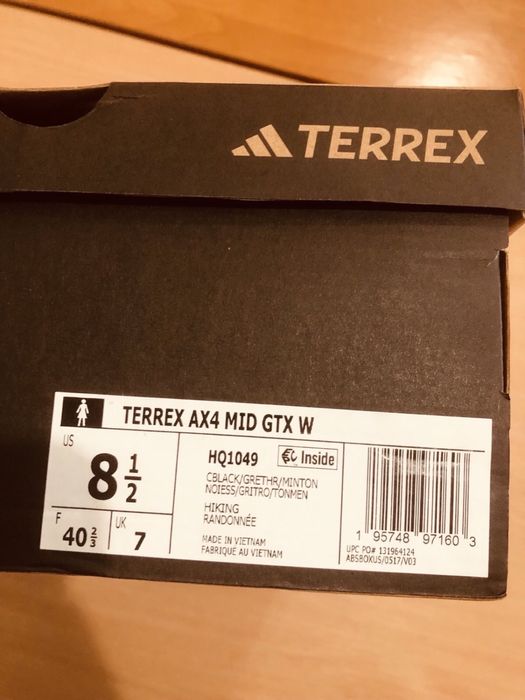 TERREX
TERREX AX4 MID GTX W
US
8 1/2
F
40 2/3
UK
7
HQ1049
Inside
CBLACK/GRETHR/MINTON
NOIESS/GRITRO/TONMEN
HIKING
RANDONNÉE
MADE IN VIETNAM
FABRIQUE AU VIETNAM
1 95748 97160 3
UPC PO# 131964124
ABSBOXUS/0517/V03